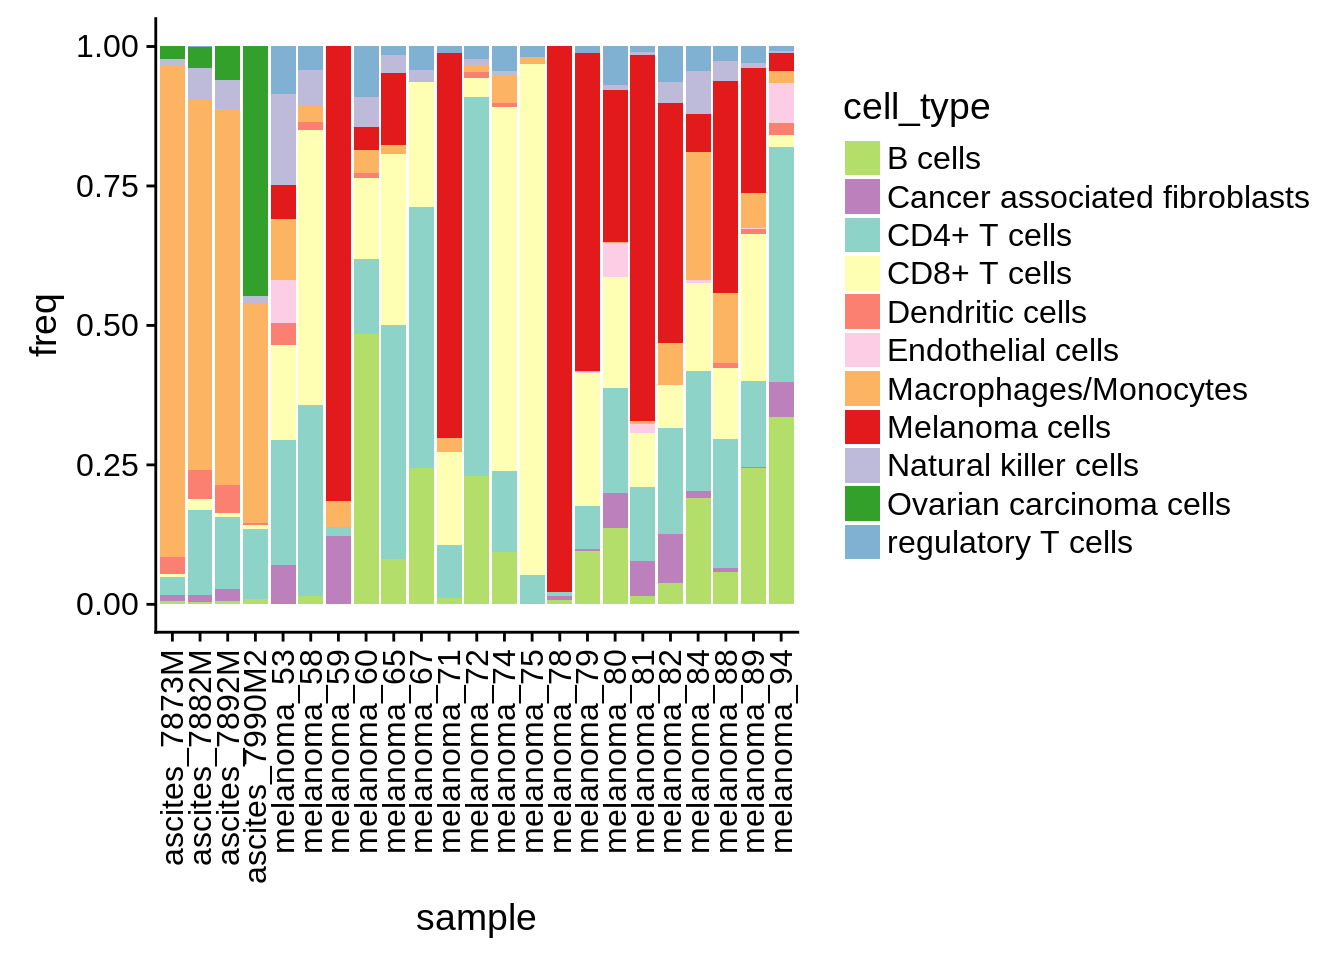 1.00
0.75
0.50
0.25
0.00
freq
ascites_7873M
ascites_7882M
ascites_7892M
ascites_7990M2
melanoma_53
melanoma_58
melanoma_59
melanoma_60
melanoma_65
melanoma_67
melanoma_71
melanoma_72
melanoma_74
melanoma_75
melanoma_78
melanoma_79
melanoma_80
melanoma_81
melanoma_82
melanoma_84
melanoma_88
melanoma_89
melanoma_94
sample
cell_type
B cells
Cancer associated fibroblasts
CD4+ T cells
CD8+ T cells
Dendritic cells
Endothelial cells
Macrophages/Monocytes
Melanoma cells
Natural killer cells
Ovarian carcinoma cells
regulatory T cells